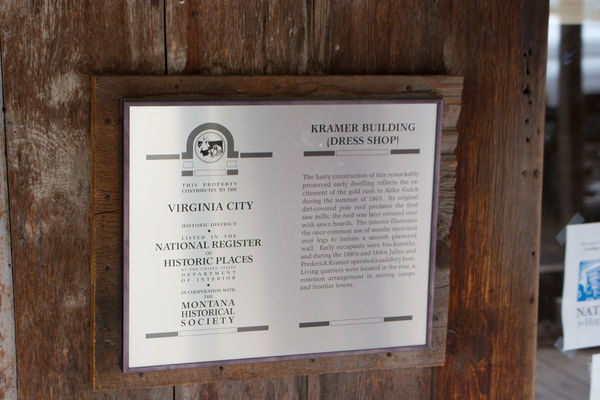 THIS PROPERTY
CONTRIBUTES TO THE
VIRGINIA CITY
HISTORIC DISTRICT
LISTED IN THE
NATIONAL REGISTER
OF
HISTORIC PLACES
BY THE UNITED STATES
DEPARTMENT
OF INTERIOR
IN COOPERATION WITH
THE
MONTANA
HISTORICAL
SOCIETY
KRAMER BUILDING
(DRESS SHOP)
The hasty construction of this remarkably
preserved early dwelling reflects the ex-
citement of the gold rush to Alder Gulch
during the summer of 1863. Its original
dirt-covered pole roof predates the first
saw mills; the roof was later covered over
with sawn boards. The interior illustrates
the once-common use of muslin stretched
over logs to imitate a smooth plastered
wall. Early occupants were blacksmiths,
and during the 1880s and 1890s Julius and
Frederick Kramer operated a saddlery here.
Living quarters were located in the rear, a
common arrangement in mining camps
and frontier towns.
NAT
for Hist